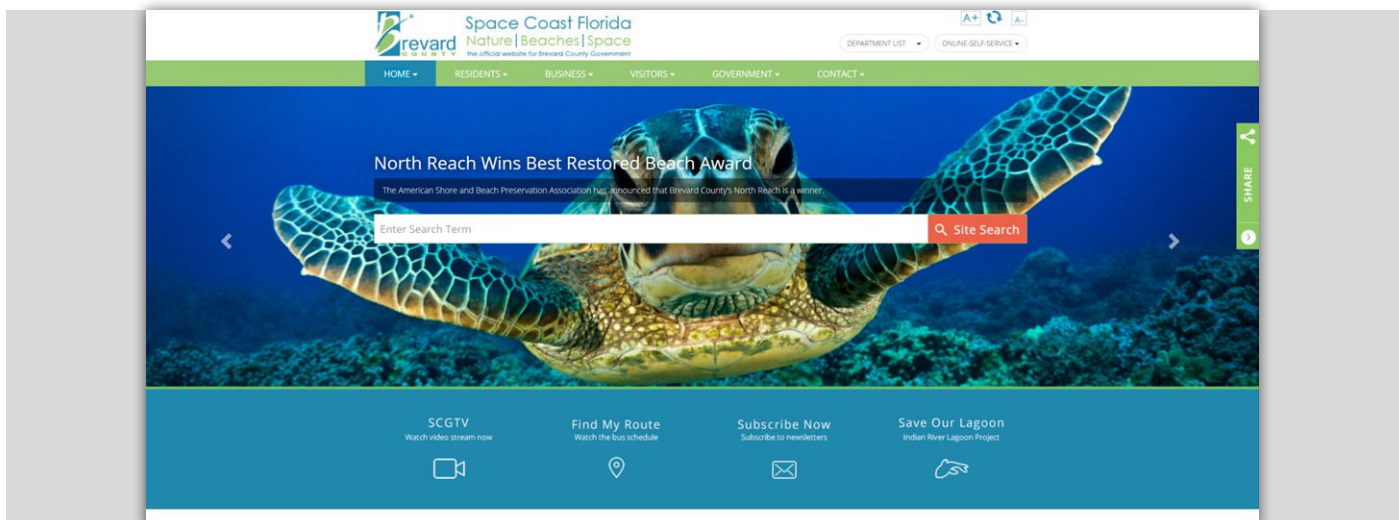 Space Coast Florida
A+ A-
Brevard
Nature|Beaches|Space
COUNTY
the official website for Brevard County Government
DEPARTMENT LIST
ONLINE-SELF-SERVICE
HOME
RESIDENTS
BUSINESS
VISITORS
GOVERNMENT
CONTACT
North Reach Wins Best Restored Beach Award
The American Shore and Beach Preservation Association has announced that Brevard County's North Reach is a winner.
SHARE
Enter Search Term
Site Search
SCGTV
Watch video stream now
Find My Route
Watch the bus schedule
Subscribe Now
Subscribe to newsletters
Save Our Lagoon
Indian River Lagoon Project